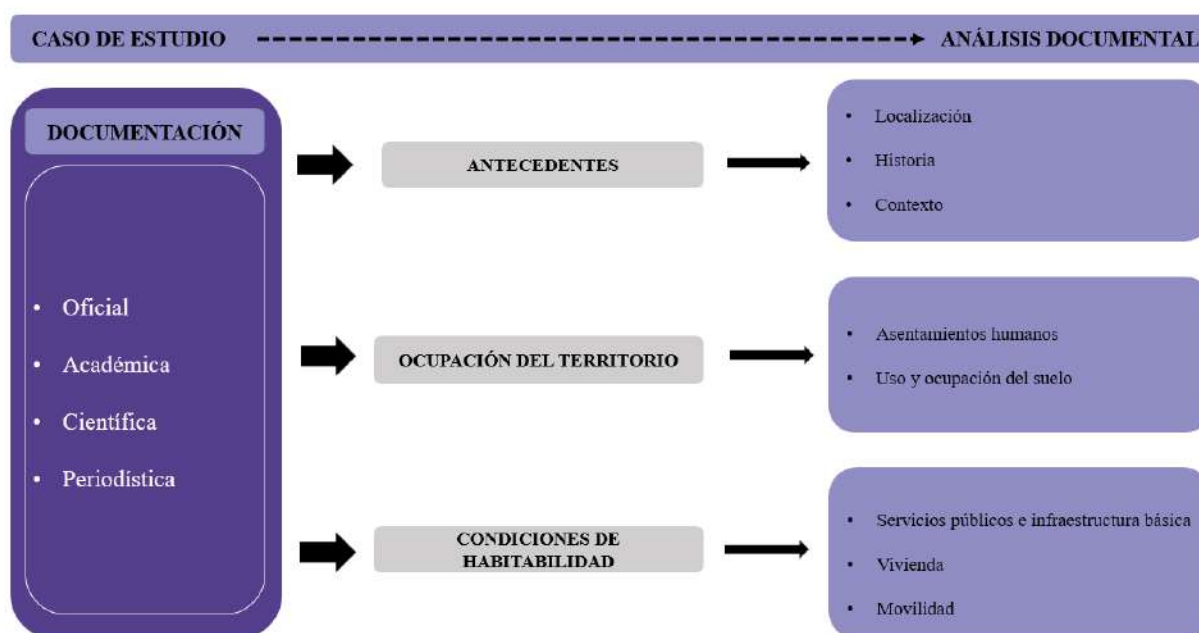 CASO DE ESTUDIO
ANÁLISIS DOCUMENTAL
DOCUMENTACIÓN
• Oficial
• Académica
• Científica
• Periodística
ANTECEDENTES
• Localización
• Historia
• Contexto
OCUPACIÓN DEL TERRITORIO
• Asentamientos humanos
• Uso y ocupación del suelo
CONDICIONES DE
HABITABILIDAD
• Servicios públicos e infraestructura básica
• Vivienda
• Movilidad